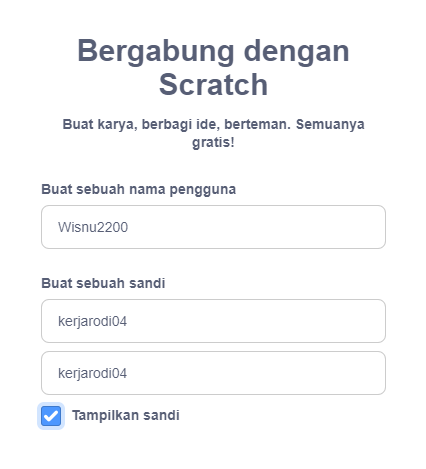 Bergabung dengan
Scratch
Buat karya, berbagi ide, berteman. Semuanya
gratis!
Buat sebuah nama pengguna
Wisnu2200
Buat sebuah sandi
kerjarodi04
kerjarodi04
Tampilkan sandi